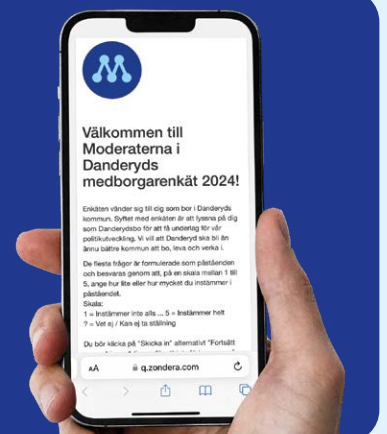 Välkommen till
Moderaterna i
Danderyds
medborgarenkät 2024!
Enkäten vänder sig till dig som bor i Danderyds
kommun. Syftet med enkäten är att lyssna på dig
som Danderydsbo för att få underlag för vår
politikutveckling. Vi vill att Danderyd ska bli än
ännu bättre kommun att bo, leva och verka i.
De flesta frågor är formulerade som påståenden
och besvaras genom att, på en skala mellan 1 till
5, ange hur lite eller hur mycket du instämmer i
påståendet.
Skala:
1 = Instämmer inte alls ... 5 = Instämmer helt
? = Vet ej / Kan ej ta ställning
Du bör klicka på "Skicka in" alternativt "Fortsätt
AA q.zondera.com